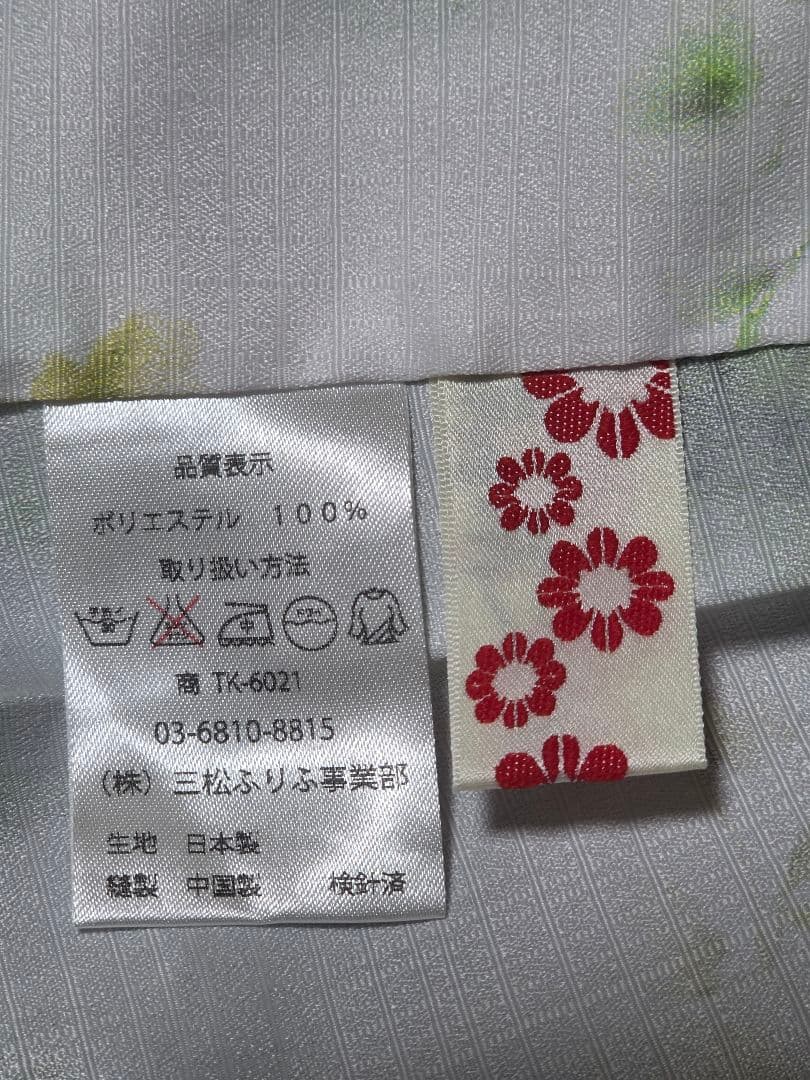 品質表示
ポリエステル　１００％
取り扱い方法
商 TK-6021
03-6810-8815
（株）三松ふりふ事業部
生地　日本製
縫製　中国製　　検針済